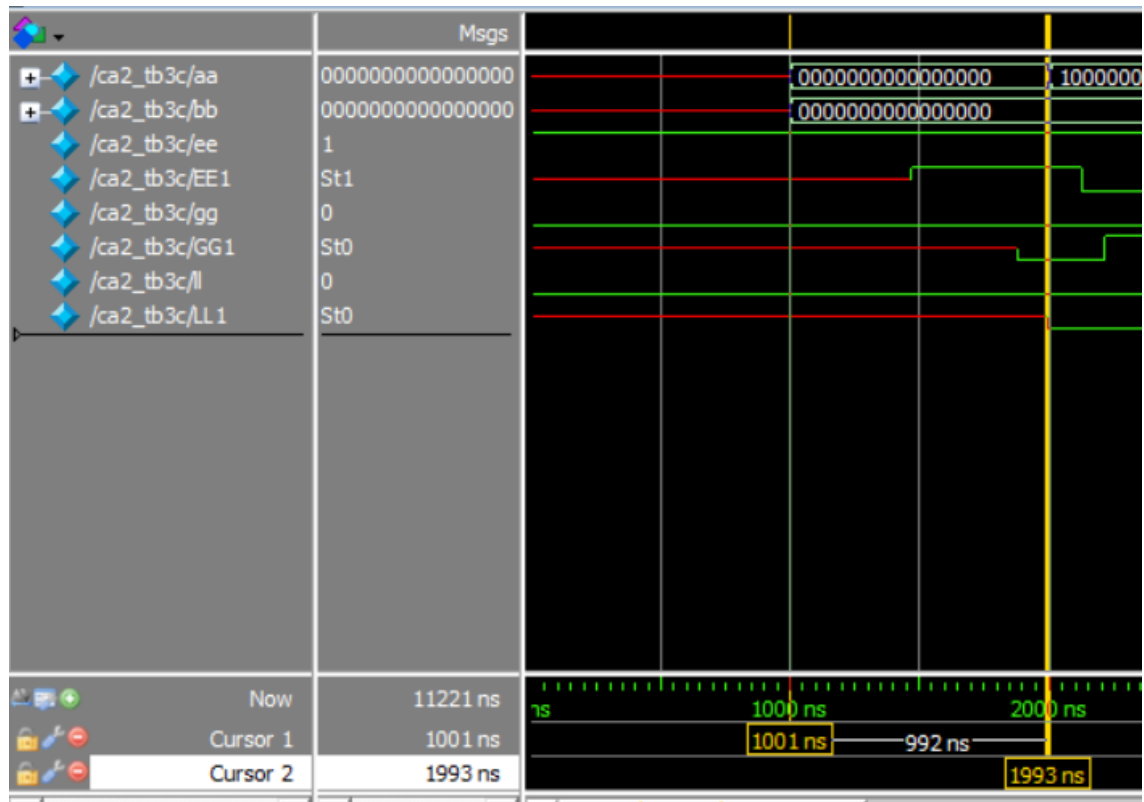 Msgs
/ca2_tb3c/aa 0000000000000000 0000000000000000 1000000
/ca2_tb3c/bb 0000000000000000 0000000000000000
/ca2_tb3c/ee 1
/ca2_tb3c/EE1 St1
/ca2_tb3c/gg 0
/ca2_tb3c/GG1 St0
/ca2_tb3c/ll 0
/ca2_tb3c/LL1 St0
Now 11221 ns ns 1000 ns 2000 ns
Cursor 1 1001 ns 1001 ns 992 ns
Cursor 2 1993 ns 1993 ns